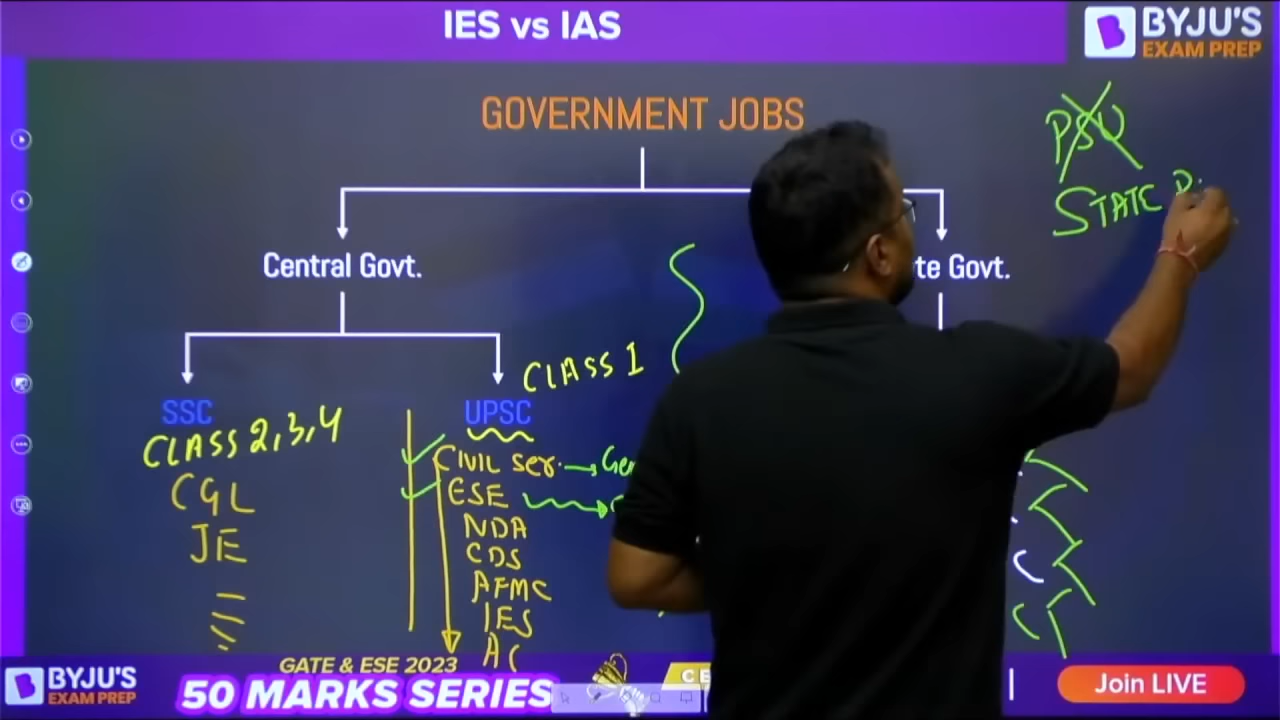 IES vs IAS
BYJU'S
EXAM PREP
GOVERNMENT JOBS
PSU
STATE
Central Govt.
te Govt.
CLASS 1
SSC
UPSC
CLASS 2, 3, 4
CIVIL Ser. → Ge
CGL
ESE
JE
NDA
CDS
AFMC
IES
BYJU'S
EXAM PREP
GATE & ESE 2023
50 MARKS SERIES
CE
Join LIVE